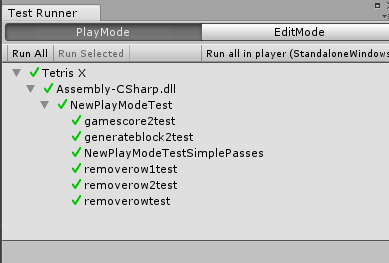 Test Runner
PlayMode EditMode
Run All Run Selected Run all in player (StandaloneWindows
Tetris X
Assembly-CSharp.dll
NewPlayModeTest
gamescore2test
generateblock2test
NewPlayModeTestSimplePasses
removerow1test
removerow2test
removerowtest